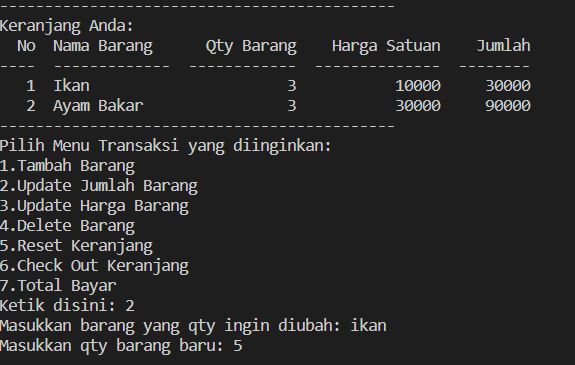 --------------------------------------------
Keranjang Anda:
  No  Nama Barang      Qty Barang    Harga Satuan    Jumlah
----  -------------  ------------  --------------  --------
   1  Ikan                      3           10000     30000
   2  Ayam Bakar                3           30000     90000
--------------------------------------------
Pilih Menu Transaksi yang diinginkan:
1.Tambah Barang
2.Update Jumlah Barang
3.Update Harga Barang
4.Delete Barang
5.Reset Keranjang
6.Check Out Keranjang
7.Total Bayar
Ketik disini: 2
Masukkan barang yang qty ingin diubah: ikan
Masukkan qty barang baru: 5